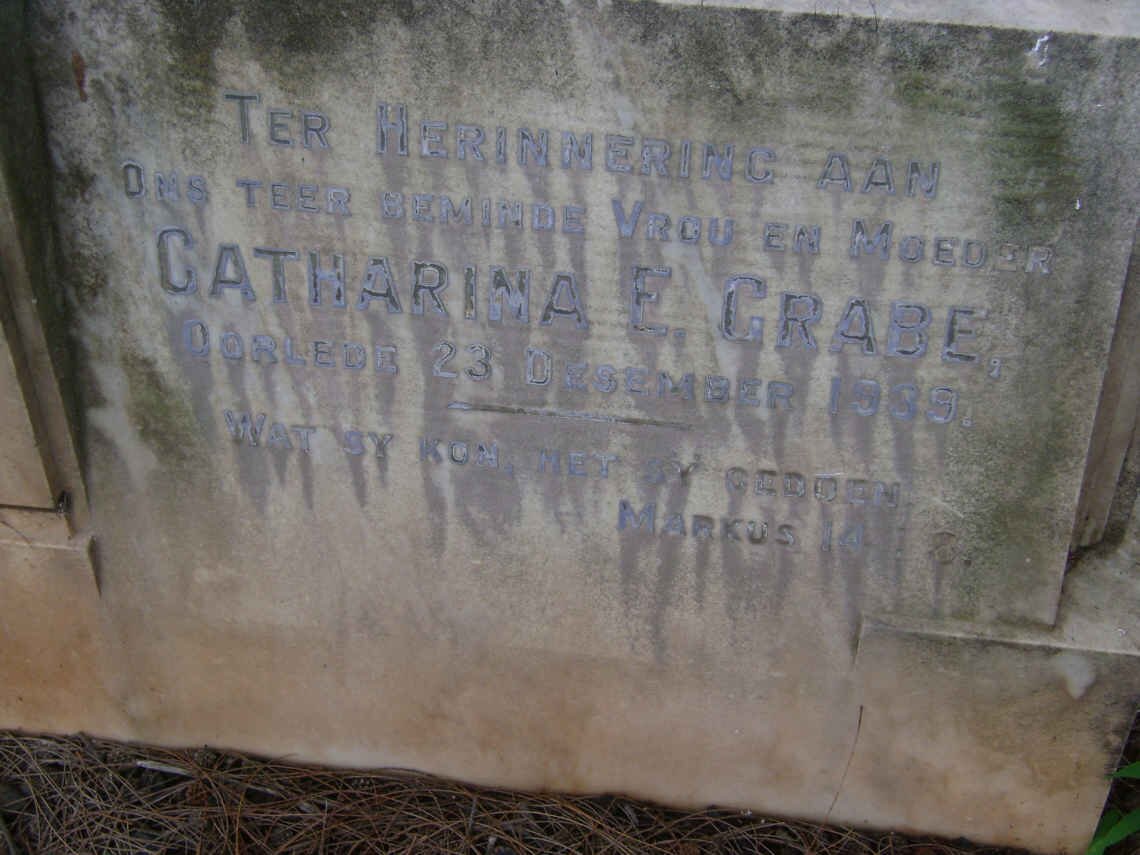 TER HERINNERING AAN
ONS TEER BEMINDE VROU EN MOEDER
CATHARINA E. GRABE,
OORLEDE 23 DESEMBER 1939.
WAT SY KON, HET SY GEDOEN
MARKUS 14